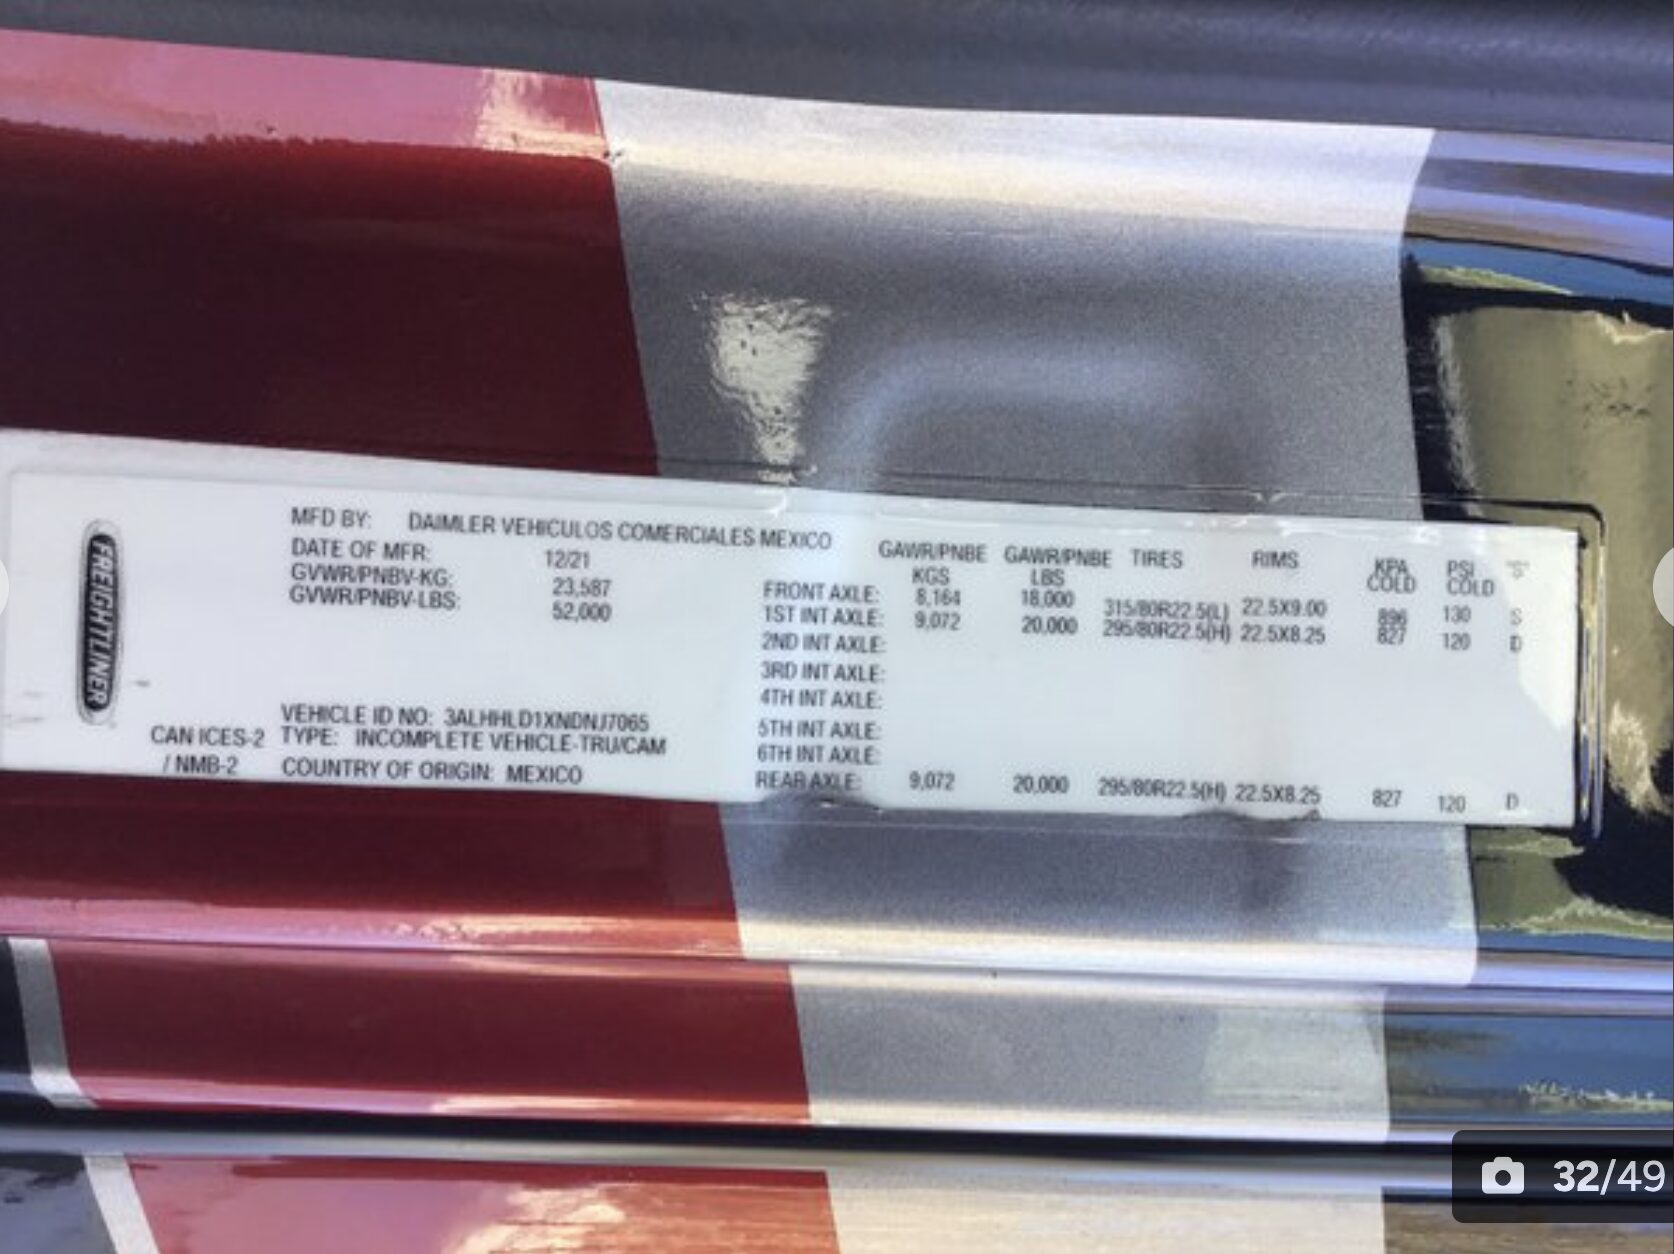 FREIGHTLINER
MFD BY: DAIMLER VEHICULOS COMERCIALES MEXICO
DATE OF MFR: 12/21
GVWR/PNBV-KG: 23,587
GVWR/PNBV-LBS: 52,000
VEHICLE ID NO: 3ALHHLD1XNDNJ7065
CAN ICES-2 TYPE: INCOMPLETE VEHICLE-TRU/CAM
/ NMB-2 COUNTRY OF ORIGIN: MEXICO
GAWR/PNBE GAWR/PNBE TIRES RIMS KPA PSI "S"
KGS LBS COLD COLD
FRONT AXLE: 8,164 18,000 315/80R22.5(L) 22.5X9.00 896 130 S
1ST INT AXLE: 9,072 20,000 295/80R22.5(H) 22.5X8.25 827 120 D
2ND INT AXLE:
3RD INT AXLE:
4TH INT AXLE:
5TH INT AXLE:
6TH INT AXLE:
REAR AXLE: 9,072 20,000 295/80R22.5(H) 22.5X8.25 827 120 D
32/49